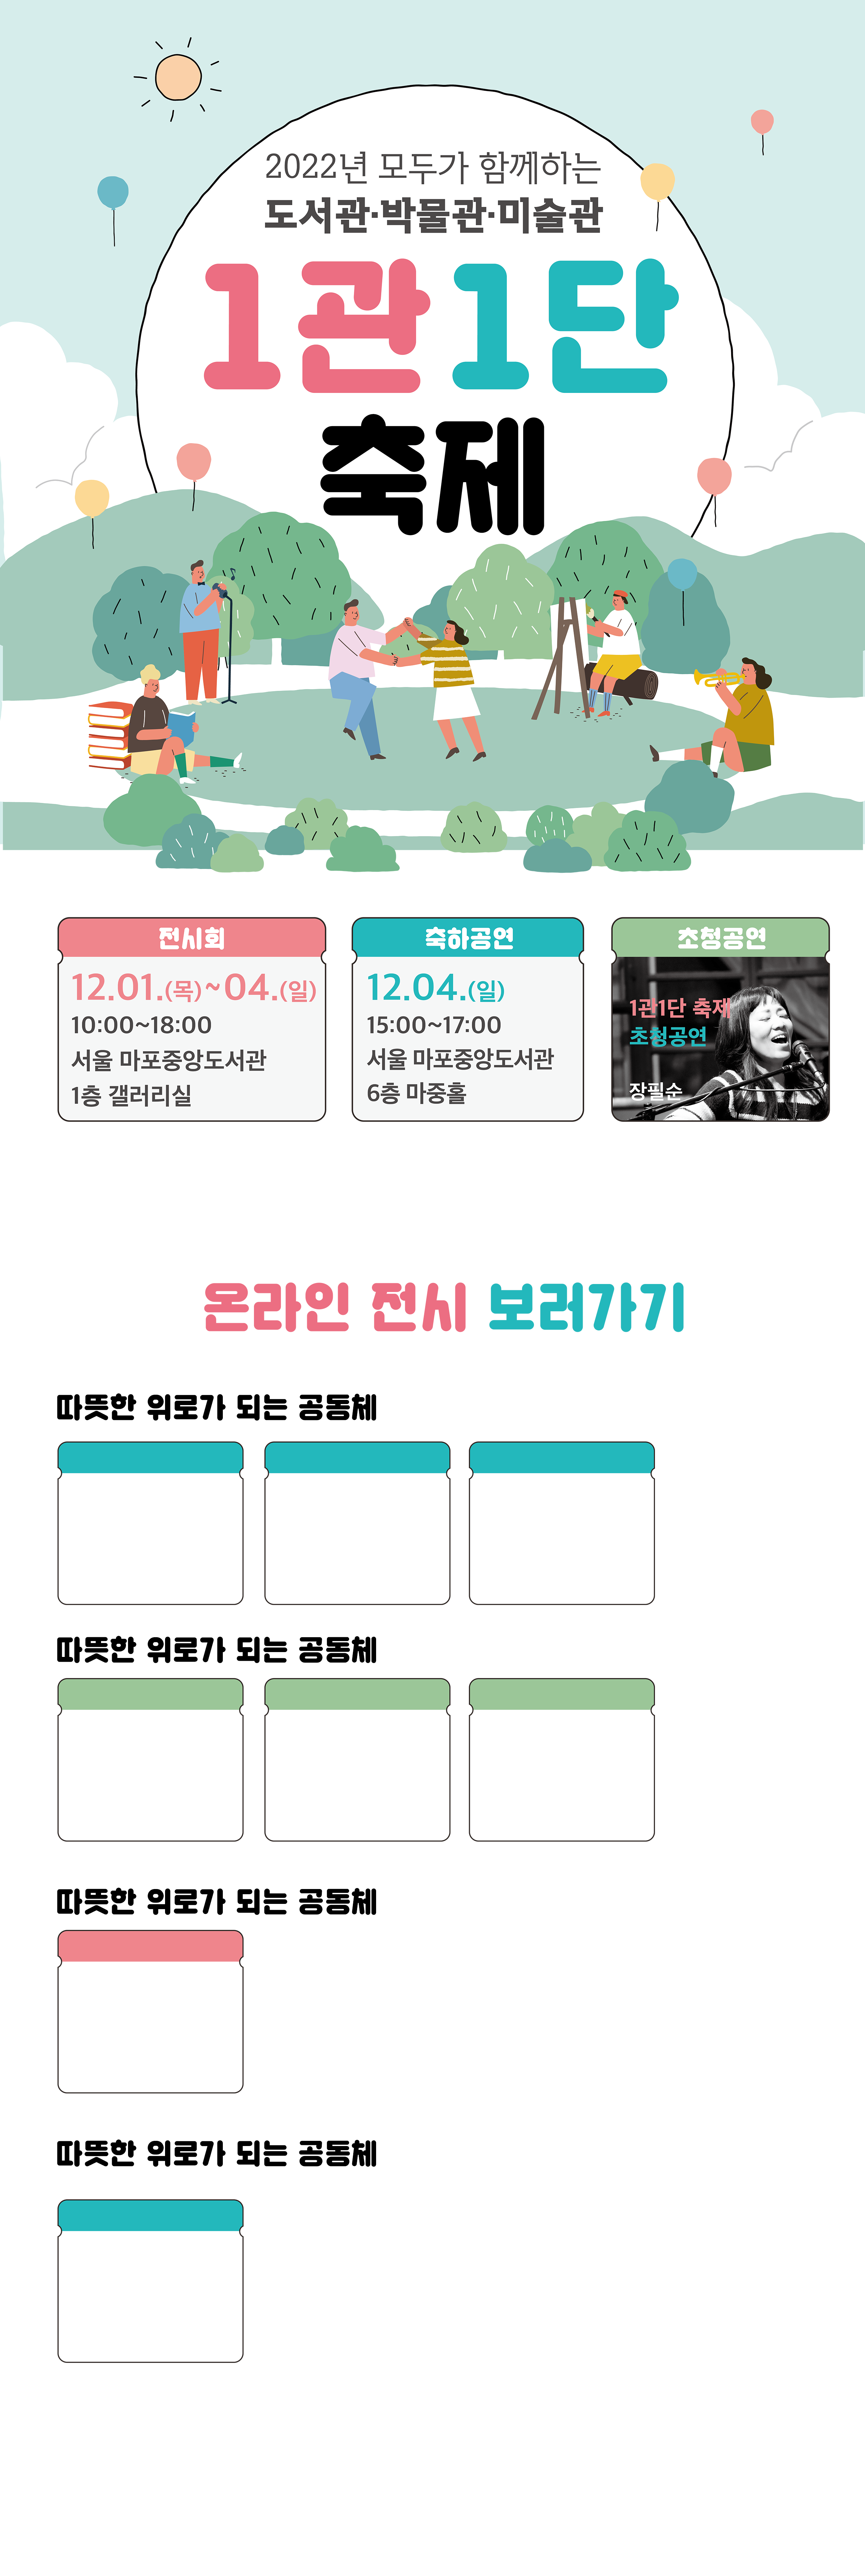 2022년 모두가 함께하는
도서관·박물관·미술관
1관1단
축제
전시회
12.01.(목)~04.(일)
10:00~18:00
서울 마포중앙도서관
1층 갤러리실
축하공연
12.04.(일)
15:00~17:00
서울 마포중앙도서관
6층 마중홀
초청공연
1관1단 축제
초청공연
장필순
온라인 전시 보러가기
따뜻한 위로가 되는 공동체
따뜻한 위로가 되는 공동체
따뜻한 위로가 되는 공동체
따뜻한 위로가 되는 공동체